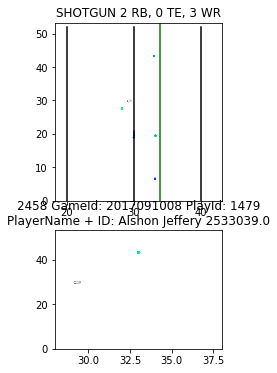 SHOTGUN 2 RB, 0 TE, 3 WR
50
40
30
20
10
0
20 30 40
2458 GameId: 2017091008 PlayId: 1479
PlayerName + ID: Alshon Jeffery 2533039.0
40
20
0
30.0 32.5 35.0 37.5